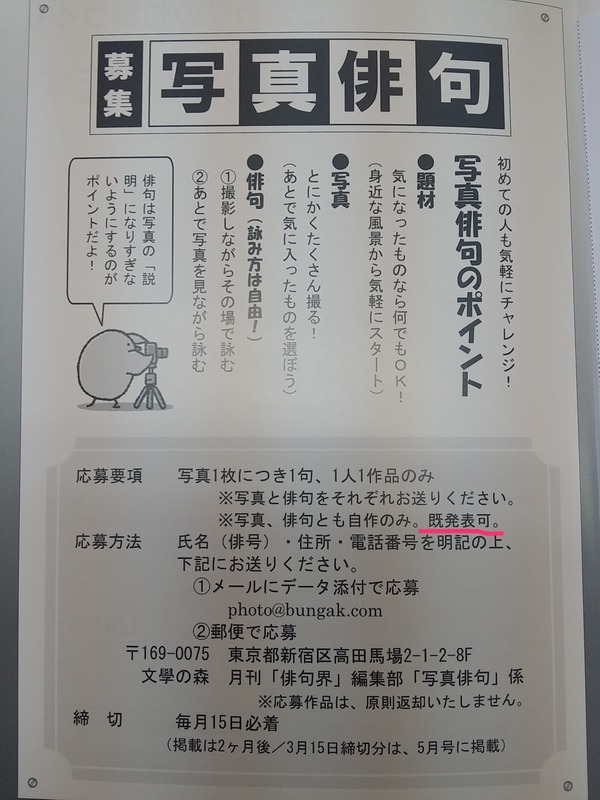 募集 写真俳句
初めての人も気軽にチャレンジ！
写真俳句のポイント
●題材
気になったものなら何でもOK！
（身近な風景から気軽にスタート）
●写真
とにかくたくさん撮る！
（あとで気に入ったものを選ぼう）
●俳句（詠み方は自由！）
①撮影しながらその場で詠む
②あとで写真を見ながら詠む
俳句は写真の「説
明」になりすぎな
いようにするのが
ポイントだよ！
応募要項　写真1枚につき1句、1人1作品のみ
※写真と俳句をそれぞれお送りください。
※写真、俳句とも自作のみ。既発表可。
応募方法　氏名（俳号）・住所・電話番号を明記の上、
下記にお送りください。
①メールにデータ添付で応募
photo@bungak.com
②郵便で応募
〒169-0075　東京都新宿区高田馬場2-1-2-8F
文學の森　月刊「俳句界」編集部「写真俳句」係
※応募作品は、原則返却いたしません。
締　切　毎月15日必着
（掲載は2ヶ月後／3月15日締切分は、5月号に掲載）